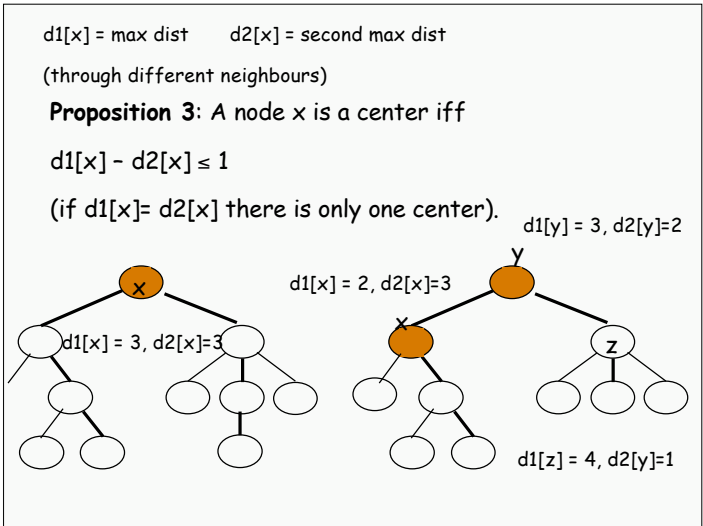 d1[x] = max dist d2[x] = second max dist
(through different neighbours)
Proposition 3: A node x is a center iff
d1[x] – d2[x] ≤ 1
(if d1[x]= d2[x] there is only one center).
d1[y] = 3, d2[y]=2
y
d1[x] = 2, d2[x]=3
x
x
d1[x] = 3, d2[x]=3
z
d1[z] = 4, d2[y]=1